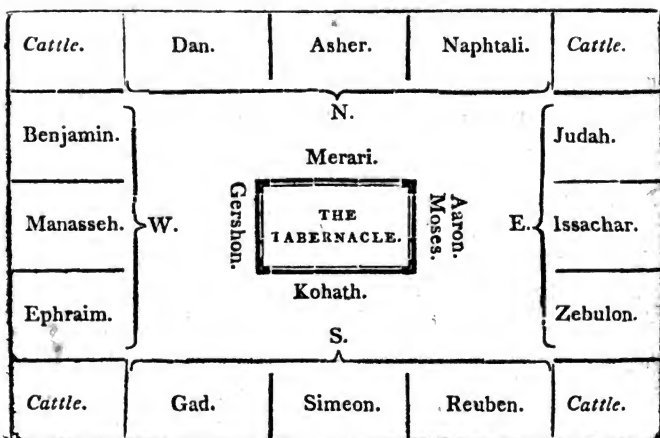 Cattle. Dan. Asher. Naphtali. Cattle.
N.
Benjamin. Judah.
Merari.
Gershon. Aaron.
Moses.
THE
TABERNACLE.
Manasseh. W. E. Issachar.
Kohath.
Ephraim. Zebulon.
S.
Cattle. Gad. Simeon. Reuben. Cattle.